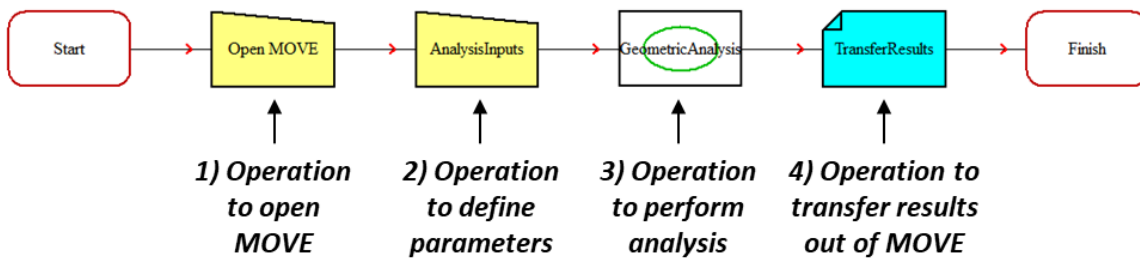 Start
Open MOVE
AnalysisInputs
GeometricAnalysis
TransferResults
Finish
1) Operation
to open
MOVE
2) Operation
to define
parameters
3) Operation
to perform
analysis
4) Operation to
transfer results
out of MOVE